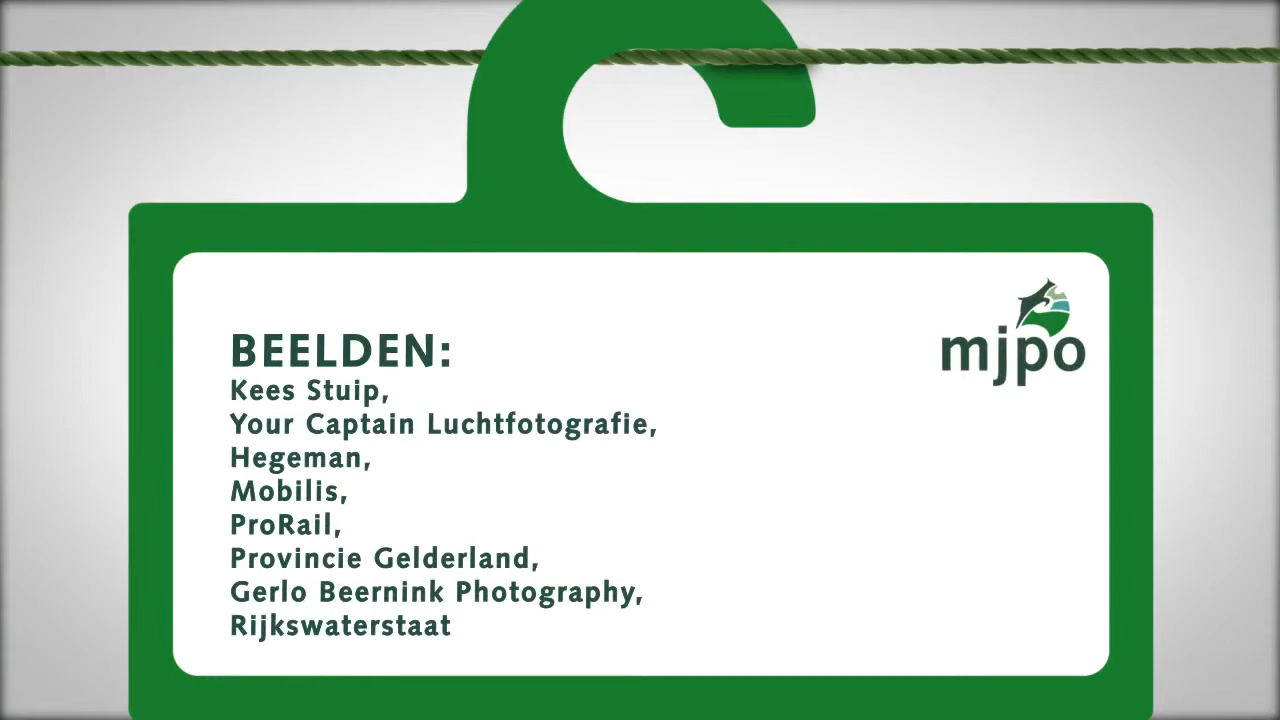 mjpo
BEELDEN:
Kees Stuip,
Your Captain Luchtfotografie,
Hegeman,
Mobilis,
ProRail,
Provincie Gelderland,
Gerlo Beernink Photography,
Rijkswaterstaat